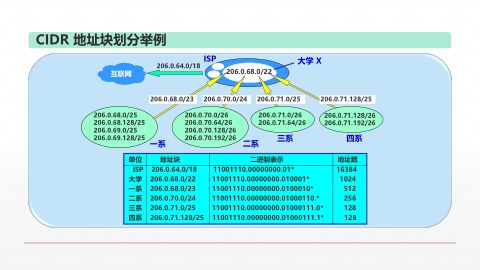 CIDR 地址块划分举例
ISP
大学 X
206.0.64.0/18
互联网
206.0.68.0/22
206.0.68.0/23
206.0.70.0/24
206.0.71.0/25
206.0.71.128/25
206.0.68.0/25
206.0.68.128/25
206.0.69.0/25
206.0.69.128/25
一系
206.0.70.0/26
206.0.70.64/26
206.0.70.128/26
206.0.70.192/26
二系
206.0.71.0/26
206.0.71.64/26
三系
206.0.71.128/26
206.0.71.192/26
四系
单位 地址块 二进制表示 地址数
ISP 206.0.64.0/18 11001110.00000000.01* 16384
大学 206.0.68.0/22 11001110.00000000.010001* 1024
一系 206.0.68.0/23 11001110.00000000.0100010* 512
二系 206.0.70.0/24 11001110.00000000.01000110.* 256
三系 206.0.71.0/25 11001110.00000000.01000111.0* 128
四系 206.0.71.128/25 11001110.00000000.01000111.1* 128